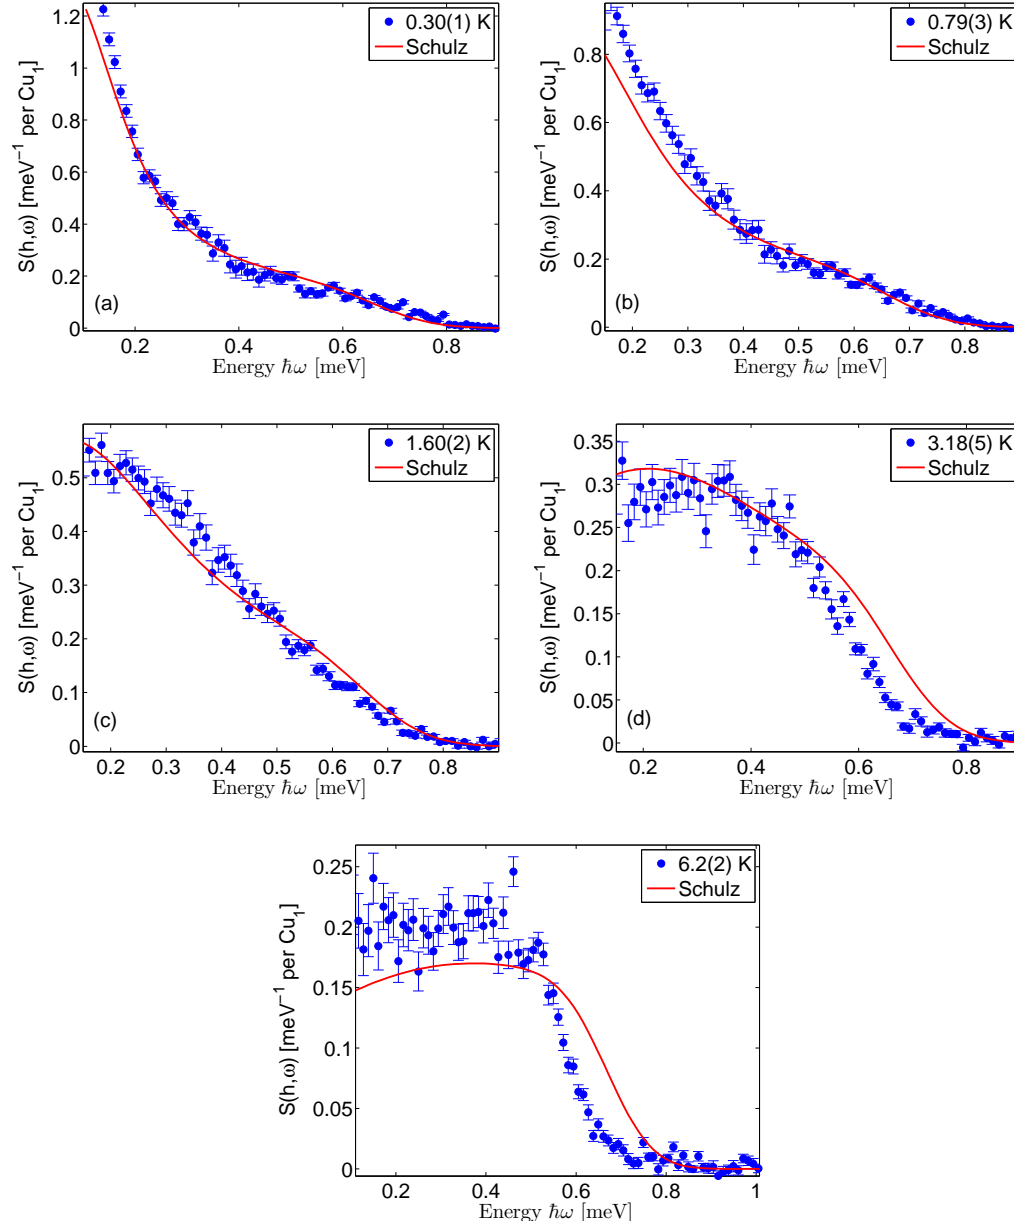 0.30(1) K
Schulz
S(h,ω) [meV⁻¹ per Cu₁]
1.2
1
0.8
0.6
0.4
0.2
0
(a)
0.2 0.4 0.6 0.8
Energy ℏω [meV]
0.79(3) K
Schulz
S(h,ω) [meV⁻¹ per Cu₁]
0.8
0.6
0.4
0.2
0
(b)
0.2 0.3 0.4 0.5 0.6 0.7 0.8
Energy ℏω [meV]
1.60(2) K
Schulz
S(h,ω) [meV⁻¹ per Cu₁]
0.5
0.4
0.3
0.2
0.1
0
(c)
0.2 0.3 0.4 0.5 0.6 0.7 0.8
Energy ℏω [meV]
3.18(5) K
Schulz
S(h,ω) [meV⁻¹ per Cu₁]
0.35
0.3
0.25
0.2
0.15
0.1
0.05
0
(d)
0.2 0.4 0.6 0.8
Energy ℏω [meV]
6.2(2) K
Schulz
S(h,ω) [meV⁻¹ per Cu₁]
0.25
0.2
0.15
0.1
0.05
0
0.2 0.4 0.6 0.8 1
Energy ℏω [meV]